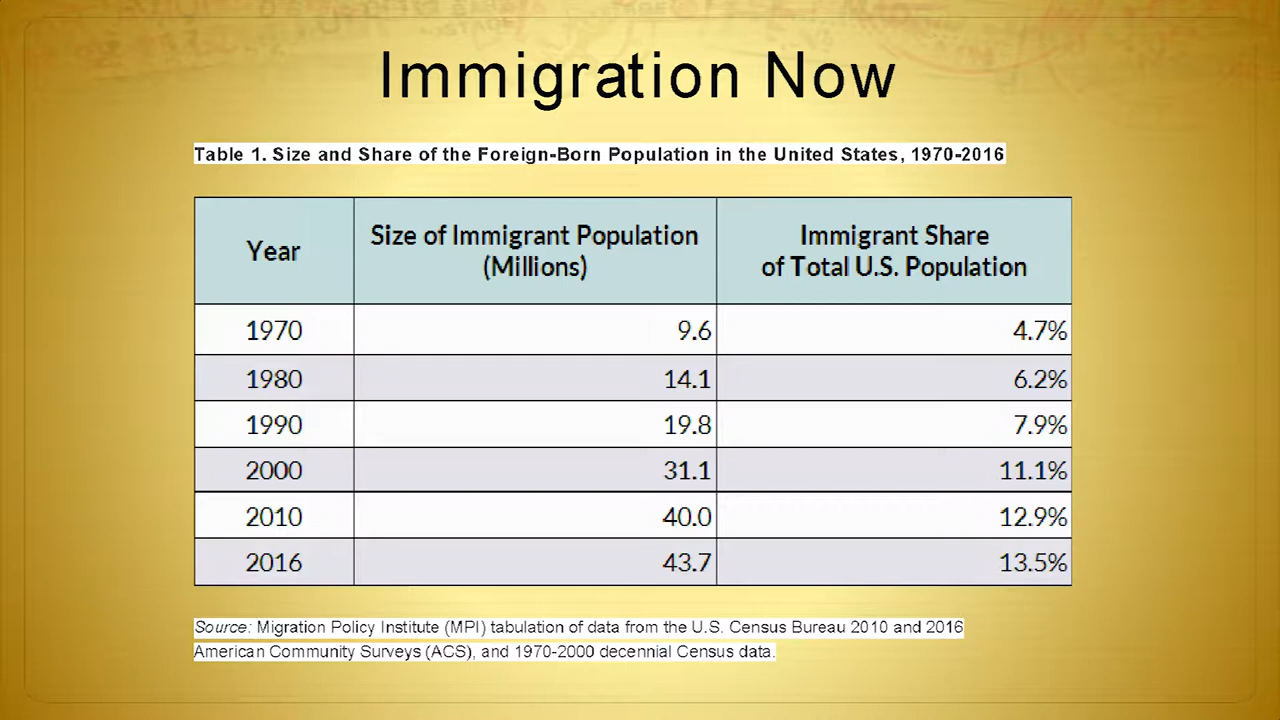 Immigration Now
Table 1. Size and Share of the Foreign-Born Population in the United States, 1970-2016
Year
Size of Immigrant Population
(Millions)
Immigrant Share
of Total U.S. Population
1970 9.6 4.7%
1980 14.1 6.2%
1990 19.8 7.9%
2000 31.1 11.1%
2010 40.0 12.9%
2016 43.7 13.5%
Source: Migration Policy Institute (MPI) tabulation of data from the U.S. Census Bureau 2010 and 2016
American Community Surveys (ACS), and 1970-2000 decennial Census data.